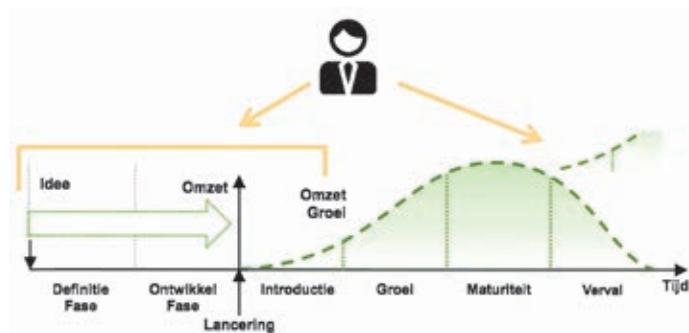 Idee
Omzet
Omzet
Groei
Definitie
Fase
Ontwikkel
Fase
Introductie
Groei
Maturiteit
Verval
Tijd
Lancering